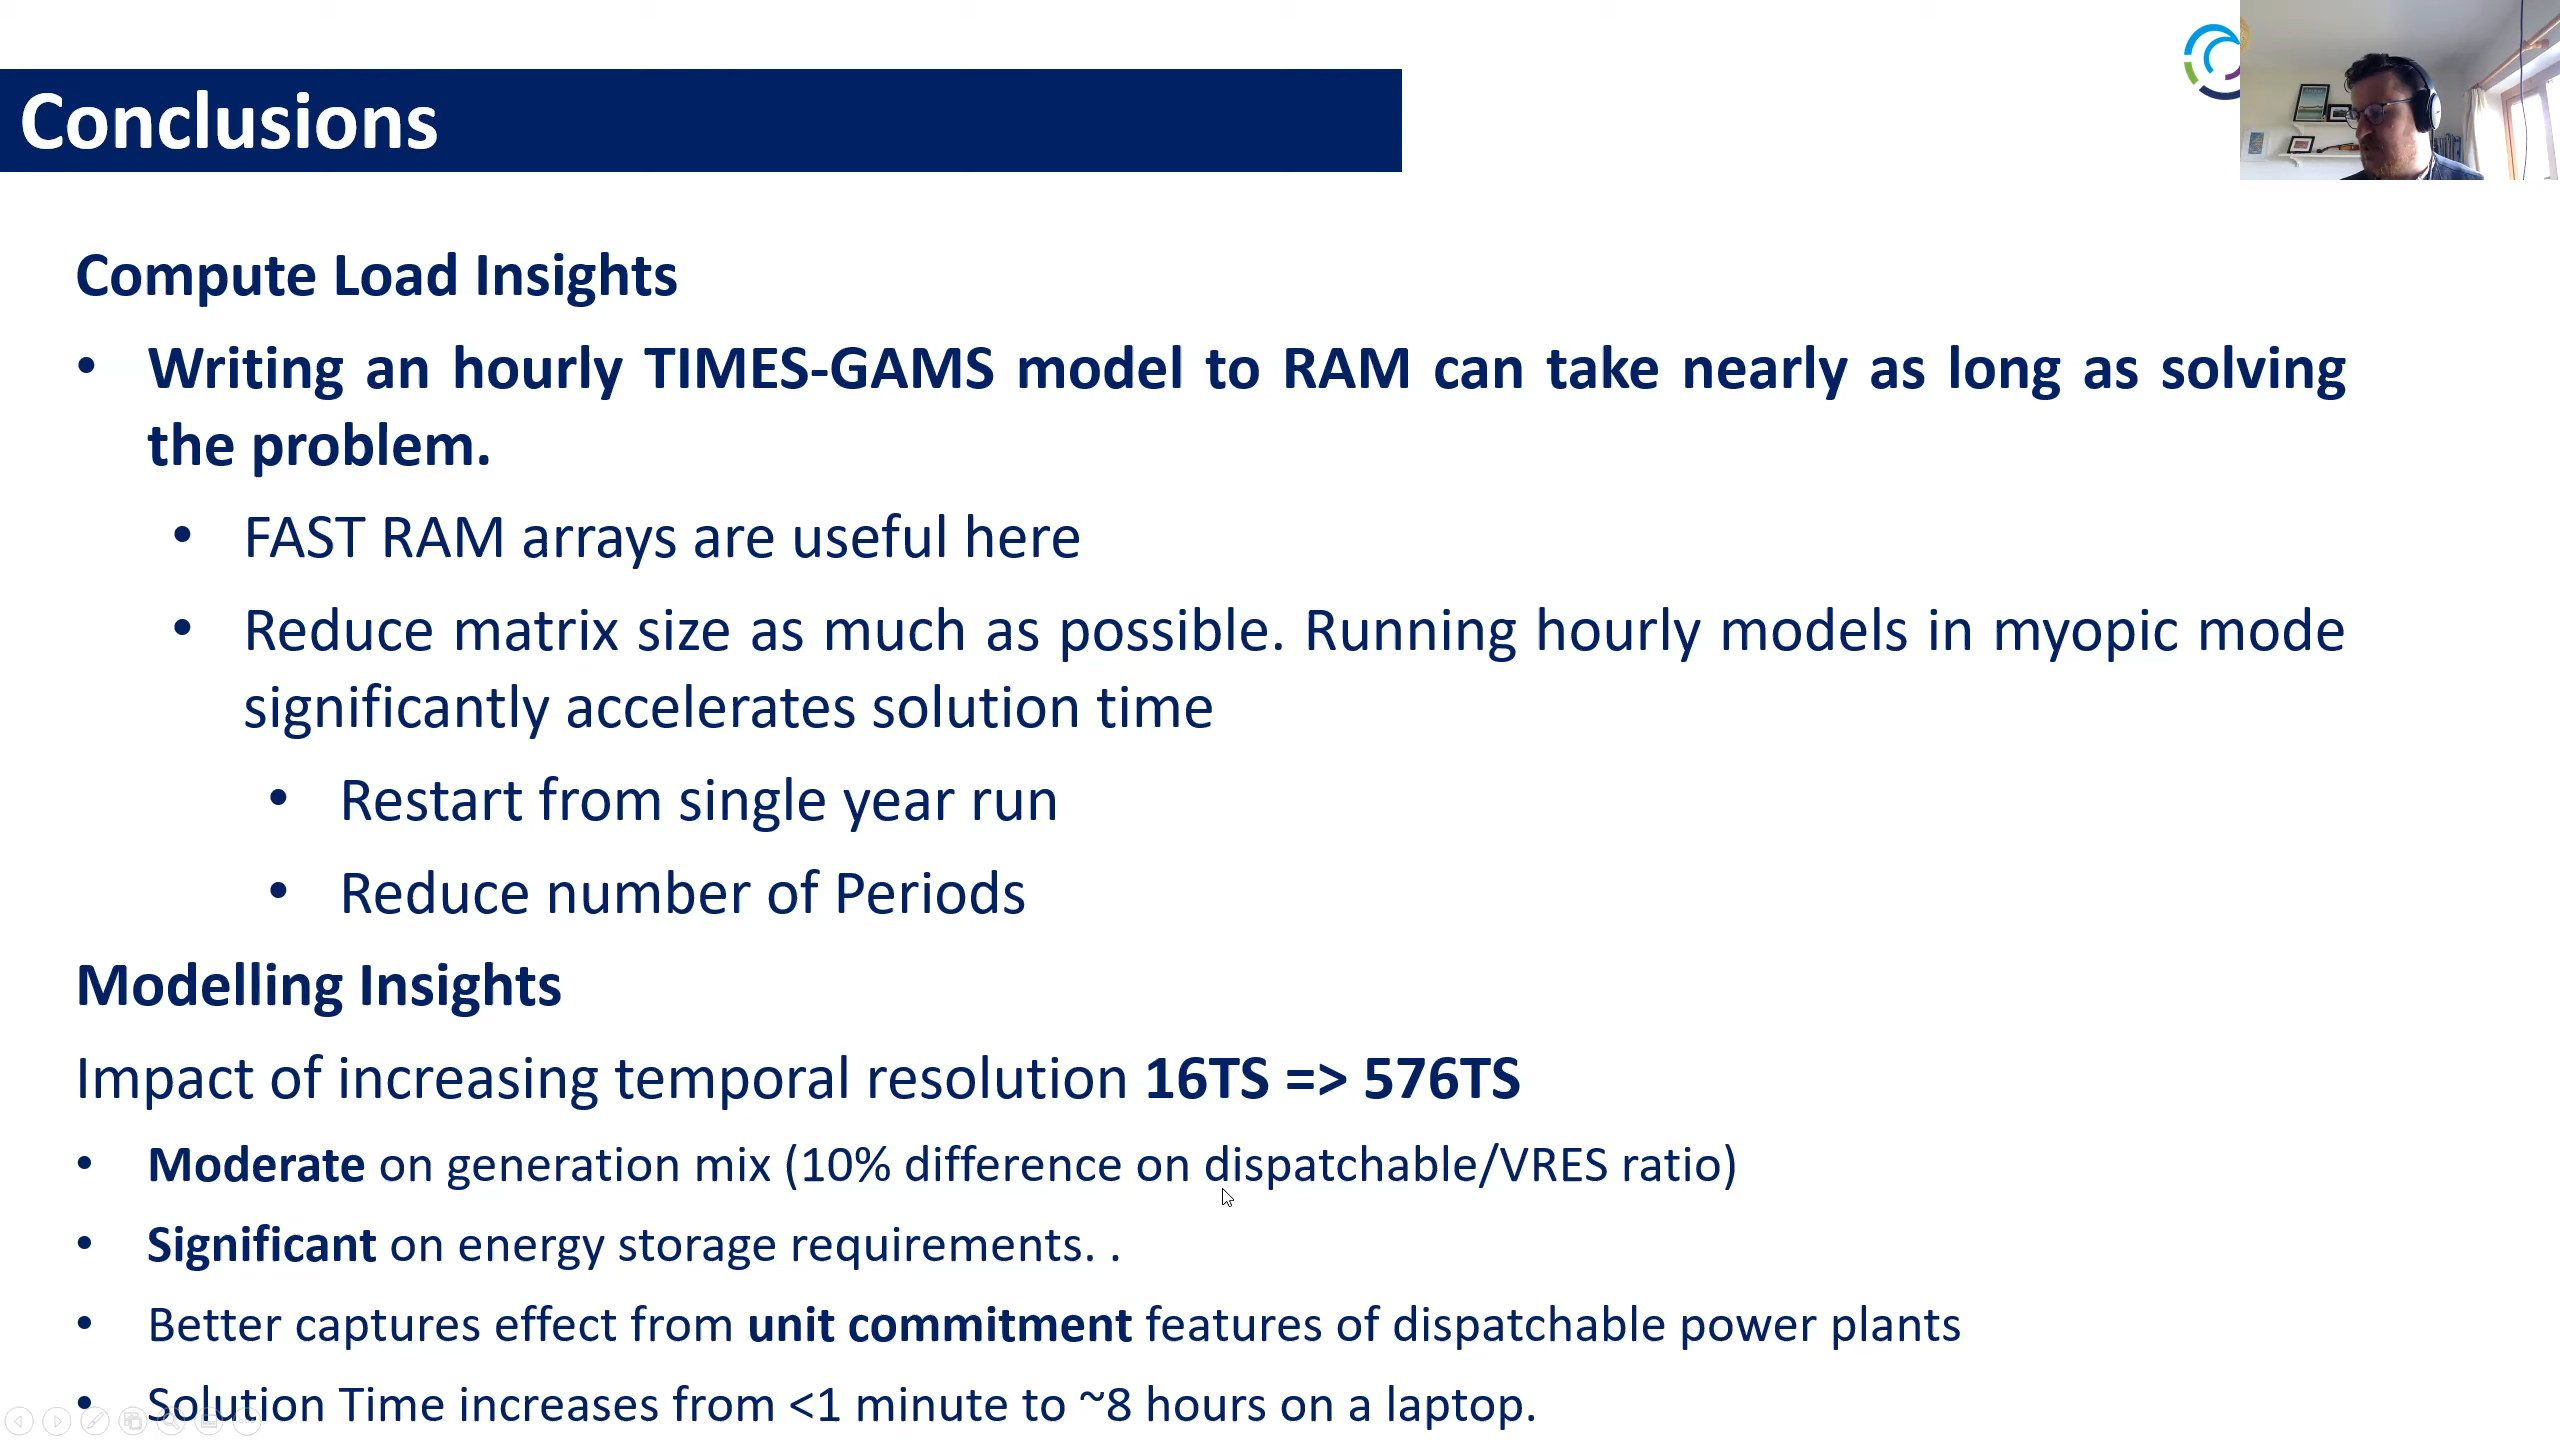 Conclusions
Compute Load Insights
• Writing an hourly TIMES-GAMS model to RAM can take nearly as long as solving
the problem.
• FAST RAM arrays are useful here
• Reduce matrix size as much as possible. Running hourly models in myopic mode
significantly accelerates solution time
• Restart from single year run
• Reduce number of Periods
Modelling Insights
Impact of increasing temporal resolution 16TS => 576TS
• Moderate on generation mix (10% difference on dispatchable/VRES ratio)
• Significant on energy storage requirements. .
• Better captures effect from unit commitment features of dispatchable power plants
• Solution Time increases from <1 minute to ~8 hours on a laptop.